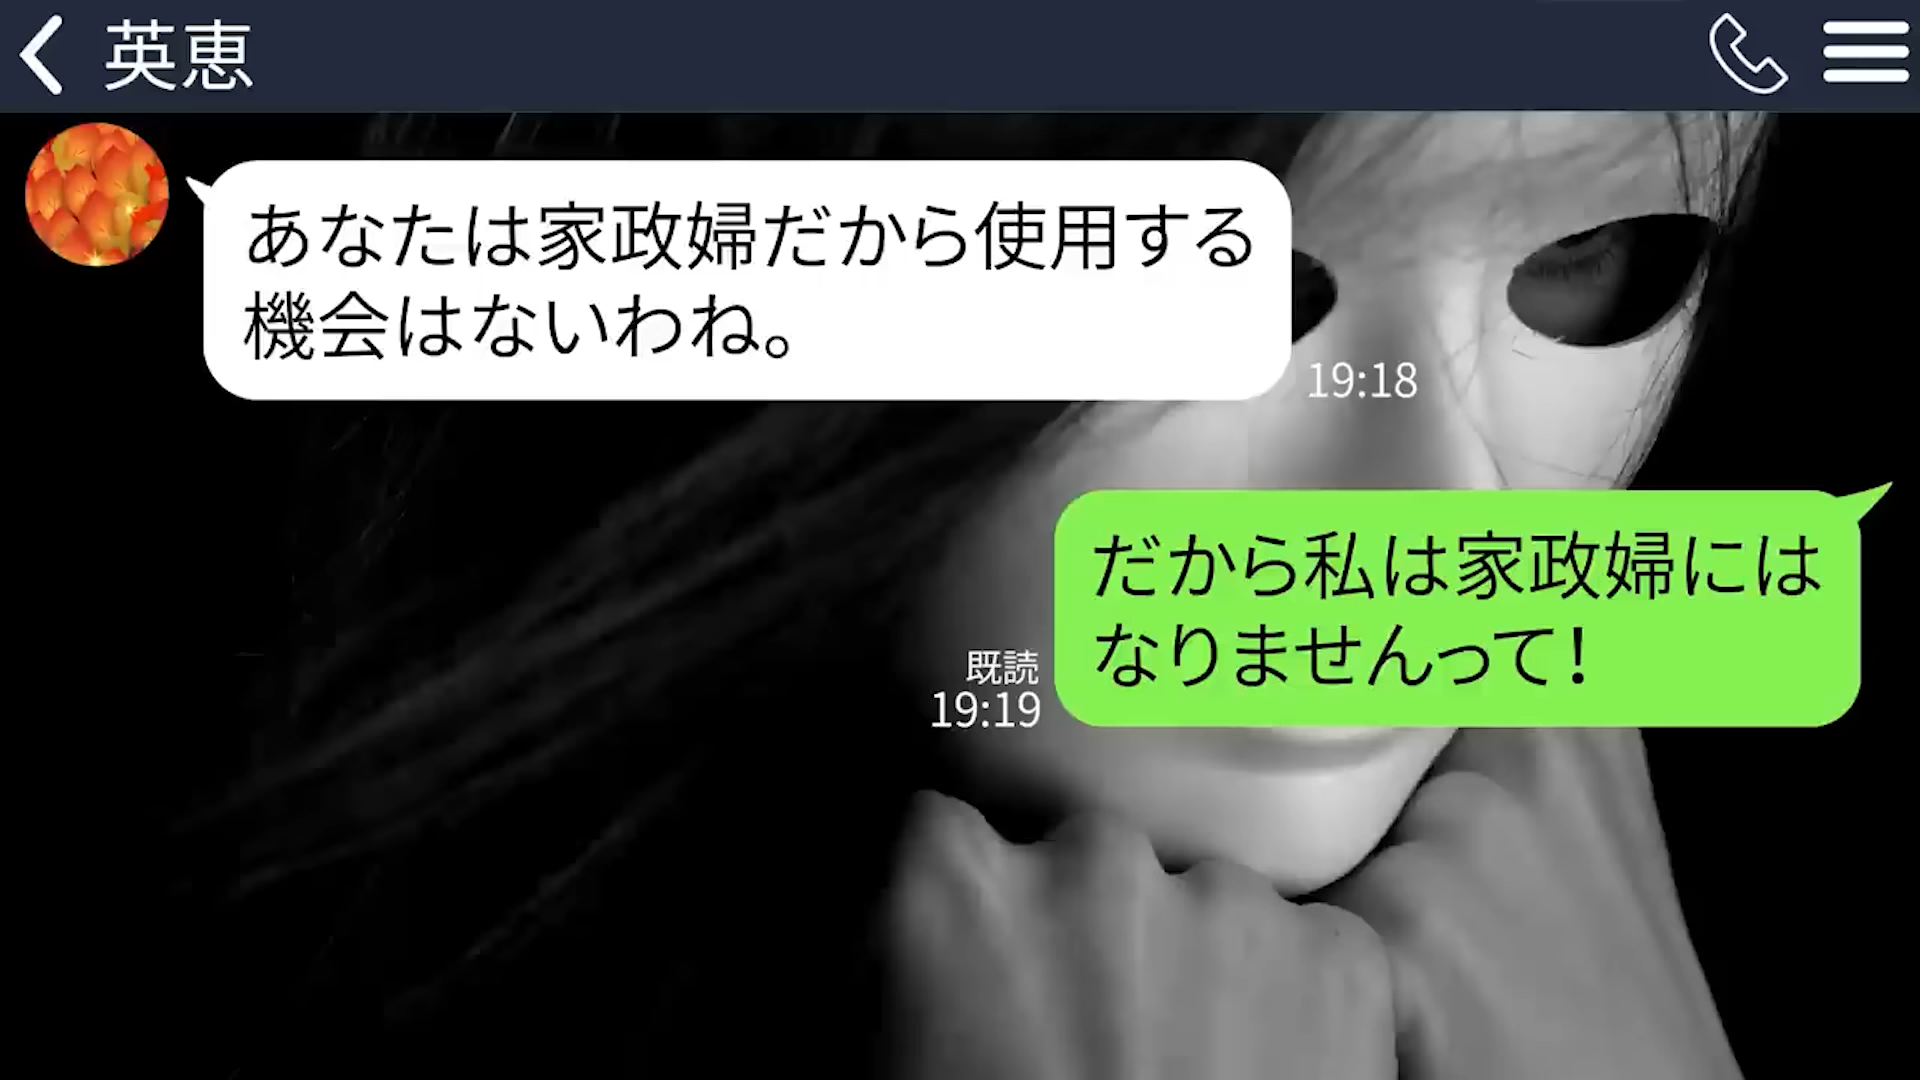 英恵
あなたは家政婦だから使用する
機会はないわね。
19:18
だから私は家政婦には
なりませんって!
既読
19:19